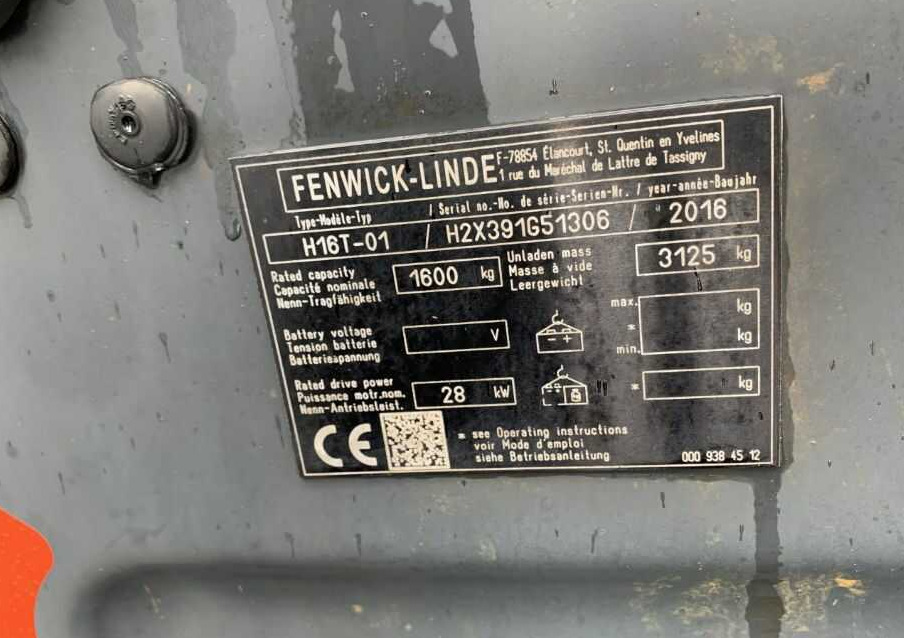 FENWICK-LINDE F-78854 Élancourt, St. Quentin en Yvelines
1 rue du Maréchal de Lattre de Tassigny
Type-Modèle-Typ / Serial no.-No. de série-Serien-Nr. / year-année-Baujahr
H16T-01 / H2X391G51306 / 2016
Rated capacity
Capacité nominale
Nenn-Tragfähigkeit
1600 kg
Unladen mass
Masse à vide
Leergewicht
3125 kg
Battery voltage
Tension batterie
Batteriespannung
V
- +
max. kg
*
min. kg
Rated drive power
Puissance motr.nom.
Nenn-Antriebsleist.
28 kW
* kg
CE
* see Operating instructions
voir Mode d'emploi
siehe Betriebsanleitung
000 938 45 12